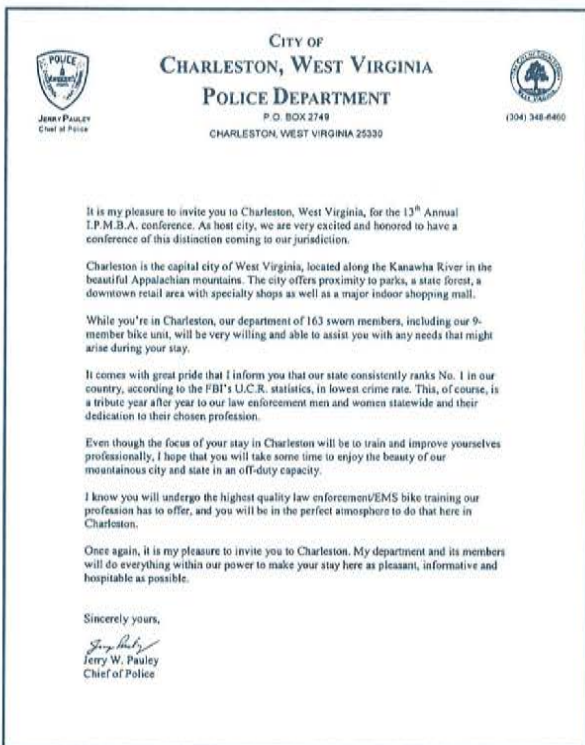 CITY OF
CHARLESTON, WEST VIRGINIA
POLICE DEPARTMENT
P.O. BOX 2749
CHARLESTON, WEST VIRGINIA 25330
POLICE
JERRY PAULEY
Chief of Police
(304) 348-6460
It is my pleasure to invite you to Charleston, West Virginia, for the 13th Annual
I.P.M.B.A. conference. As host city, we are very excited and honored to have a
conference of this distinction coming to our jurisdiction.
Charleston is the capital city of West Virginia, located along the Kanawha River in the
beautiful Appalachian mountains. The city offers proximity to parks, a state forest, a
downtown retail area with specialty shops as well as a major indoor shopping mall.
While you're in Charleston, our department of 163 sworn members, including our 9-
member bike unit, will be very willing and able to assist you with any needs that might
arise during your stay.
It comes with great pride that I inform you that our state consistently ranks No. 1 in our
country, according to the FBI's U.C.R. statistics, in lowest crime rate. This, of course, is
a tribute year after year to our law enforcement men and women statewide and their
dedication to their chosen profession.
Even though the focus of your stay in Charleston will be to train and improve yourselves
professionally, I hope that you will take some time to enjoy the beauty of our
mountainous city and state in an off-duty capacity.
I know you will undergo the highest quality law enforcement/EMS bike training our
profession has to offer, and you will be in the perfect atmosphere to do that here in
Charleston.
Once again, it is my pleasure to invite you to Charleston. My department and its members
will do everything within our power to make your stay here as pleasant, informative and
hospitable as possible.
Sincerely yours,
Jerry W. Pauley
Chief of Police